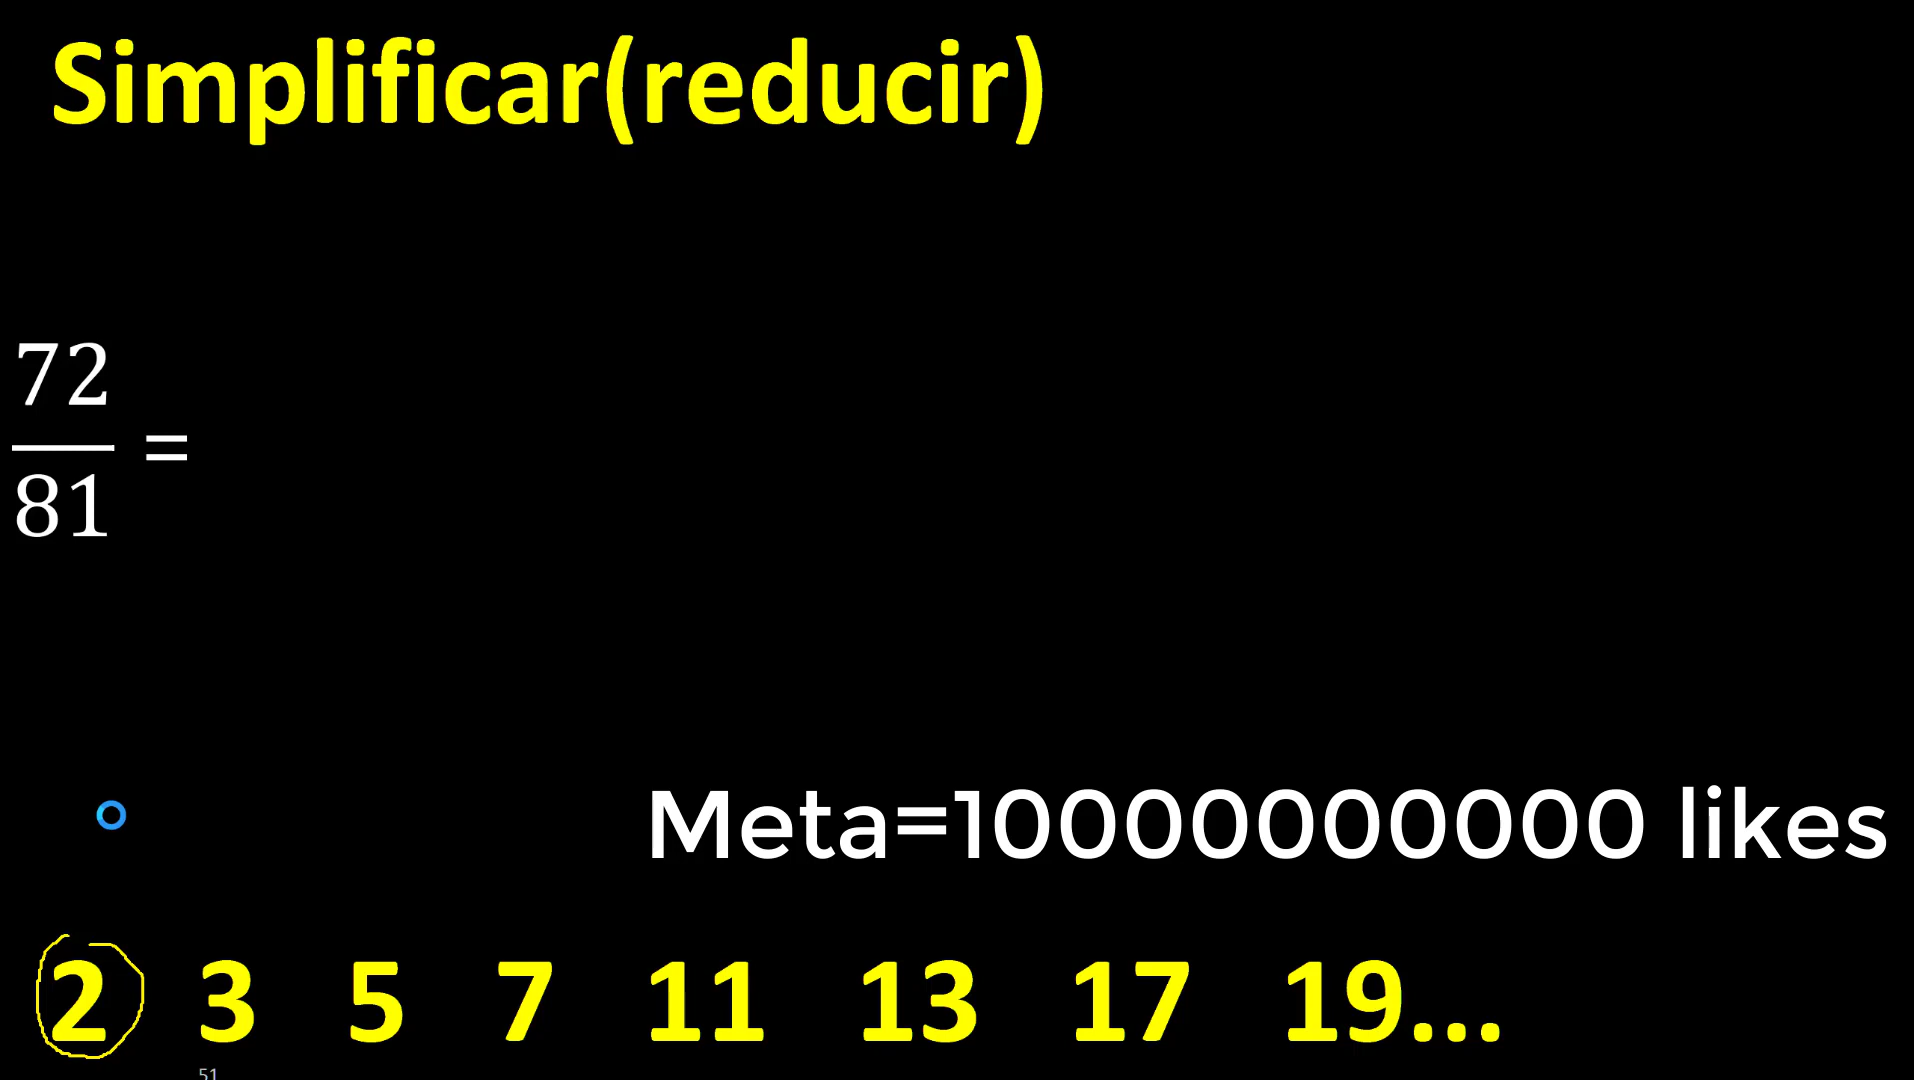 Simplificar(reducir)
72
81 =
Meta=10000000000 likes
2 3 5 7 11 13 17 19...
51